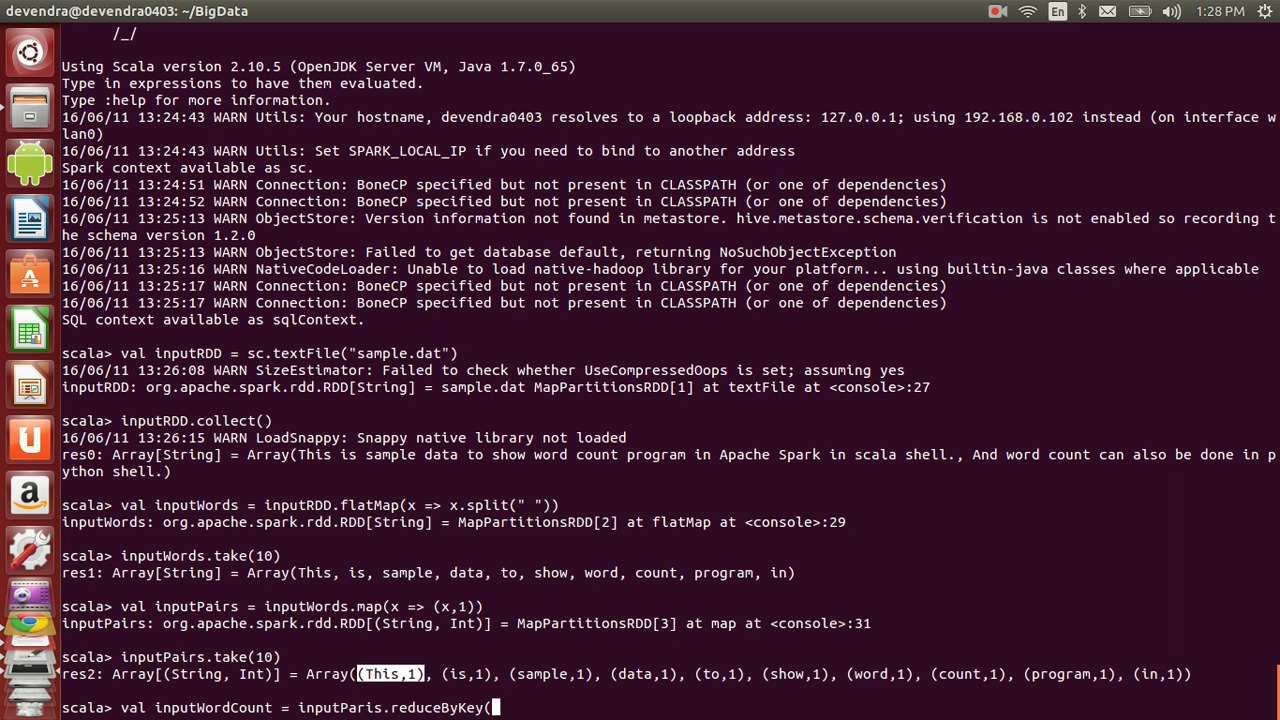 devendra@devendra0403: ~/BigData
En
1:28 PM
/_/
Using Scala version 2.10.5 (OpenJDK Server VM, Java 1.7.0_65)
Type in expressions to have them evaluated.
Type :help for more information.
16/06/11 13:24:43 WARN Utils: Your hostname, devendra0403 resolves to a loopback address: 127.0.0.1; using 192.168.0.102 instead (on interface w
lan0)
16/06/11 13:24:43 WARN Utils: Set SPARK_LOCAL_IP if you need to bind to another address
Spark context available as sc.
16/06/11 13:24:51 WARN Connection: BoneCP specified but not present in CLASSPATH (or one of dependencies)
16/06/11 13:24:52 WARN Connection: BoneCP specified but not present in CLASSPATH (or one of dependencies)
16/06/11 13:25:13 WARN ObjectStore: Version information not found in metastore. hive.metastore.schema.verification is not enabled so recording t
he schema version 1.2.0
16/06/11 13:25:13 WARN ObjectStore: Failed to get database default, returning NoSuchObjectException
16/06/11 13:25:16 WARN NativeCodeLoader: Unable to load native-hadoop library for your platform... using builtin-java classes where applicable
16/06/11 13:25:17 WARN Connection: BoneCP specified but not present in CLASSPATH (or one of dependencies)
16/06/11 13:25:17 WARN Connection: BoneCP specified but not present in CLASSPATH (or one of dependencies)
SQL context available as sqlContext.
scala> val inputRDD = sc.textFile("sample.dat")
16/06/11 13:26:08 WARN SizeEstimator: Failed to check whether UseCompressedOops is set; assuming yes
inputRDD: org.apache.spark.rdd.RDD[String] = sample.dat MapPartitionsRDD[1] at textFile at <console>:27
scala> inputRDD.collect()
16/06/11 13:26:15 WARN LoadSnappy: Snappy native library not loaded
res0: Array[String] = Array(This is sample data to show word count program in Apache Spark in scala shell., And word count can also be done in p
ython shell.)
scala> val inputWords = inputRDD.flatMap(x => x.split(" "))
inputWords: org.apache.spark.rdd.RDD[String] = MapPartitionsRDD[2] at flatMap at <console>:29
scala> inputWords.take(10)
res1: Array[String] = Array(This, is, sample, data, to, show, word, count, program, in)
scala> val inputPairs = inputWords.map(x => (x,1))
inputPairs: org.apache.spark.rdd.RDD[(String, Int)] = MapPartitionsRDD[3] at map at <console>:31
scala> inputPairs.take(10)
res2: Array[(String, Int)] = Array((This,1), (is,1), (sample,1), (data,1), (to,1), (show,1), (word,1), (count,1), (program,1), (in,1))
scala> val inputWordCount = inputParis.reduceByKey(